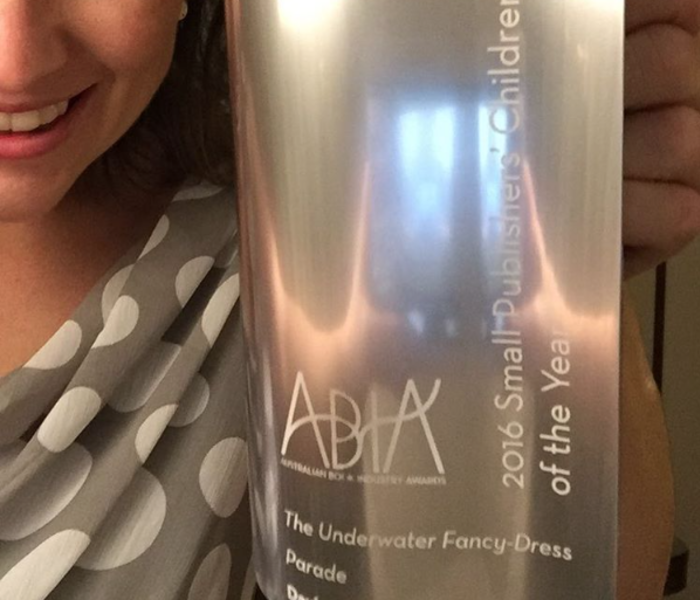 2016 Small Publishers' Children
of the Year
ABIA
AUSTRALIAN BOOK INDUSTRY AWARDS
The Underwater Fancy-Dress
Parade